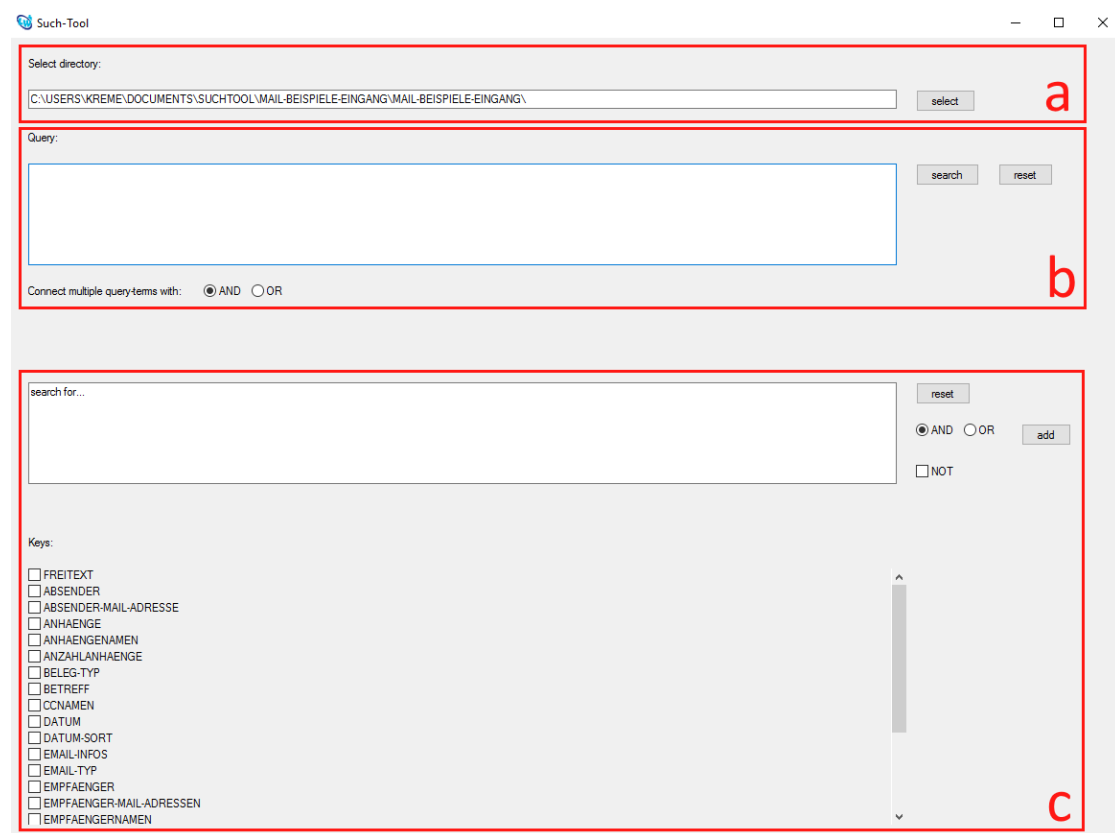 Such-Tool
Select directory:
C:\USERS\KREME\DOCUMENTS\SUCHTOOL\MAIL-BEISPIELE-EINGANG\MAIL-BEISPIELE-EINGANG\
select
a
Query:
search reset
b
Connect multiple query-terms with: AND OR
search for...
reset
AND OR add
NOT
Keys:
FREITEXT
ABSENDER
ABSENDER-MAIL-ADRESSE
ANHAENGE
ANHAENGENAMEN
ANZAHLANHAENGE
BELEG-TYP
BETREFF
CCNAMEN
DATUM
DATUM-SORT
EMAIL-INFOS
EMAIL-TYP
EMPFAENGER
EMPFAENGER-MAIL-ADRESSEN
EMPFAENGERNAMEN
c